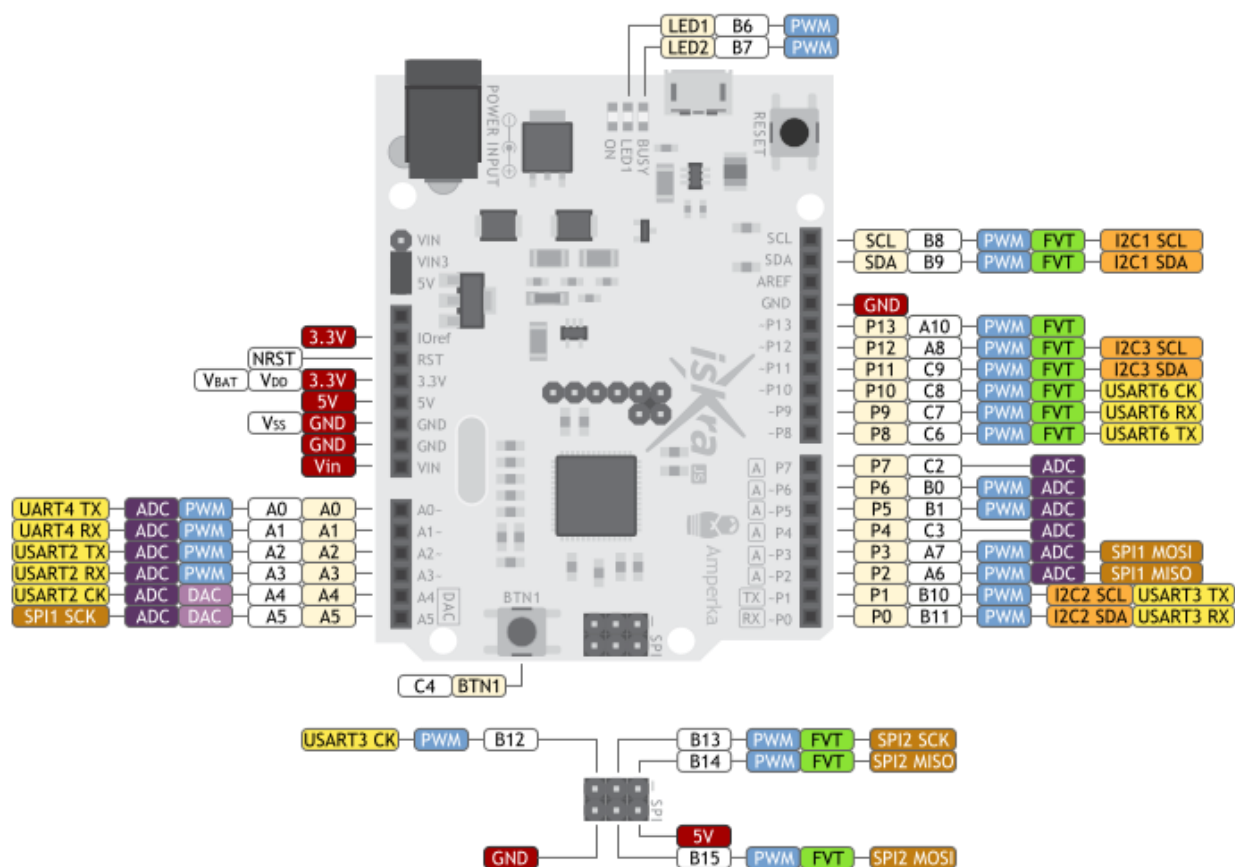 LED1 B6 PWM
LED2 B7 PWM
POWER INPUT
ON
LED1
BUSY
RESET
VIN
VIN3
5V
IOref
RST
3.3V
5V
GND
GND
VIN
A0~
A1~
A2~
A3~
A4
A5
DAC
3.3V
NRST
VBAT VDD 3.3V
5V
VSS GND
GND
Vin
UART4 TX ADC PWM A0 A0
UART4 RX ADC PWM A1 A1
USART2 TX ADC PWM A2 A2
USART2 RX ADC PWM A3 A3
USART2 CK ADC DAC A4 A4
SPI1 SCK ADC DAC A5 A5
SCL
SDA
AREF
GND
~P13
~P12
~P11
~P10
~P9
~P8
A P7
A ~P6
A ~P5
A P4
A ~P3
A ~P2
TX ~P1
RX ~P0
iskra JS
Amperka
BTN1
SPI
SCL B8 PWM FVT I2C1 SCL
SDA B9 PWM FVT I2C1 SDA
GND
P13 A10 PWM FVT
P12 A8 PWM FVT I2C3 SCL
P11 C9 PWM FVT I2C3 SDA
P10 C8 PWM FVT USART6 CK
P9 C7 PWM FVT USART6 RX
P8 C6 PWM FVT USART6 TX
P7 C2 ADC
P6 B0 PWM ADC
P5 B1 PWM ADC
P4 C3 ADC
P3 A7 PWM ADC SPI1 MOSI
P2 A6 PWM ADC SPI1 MISO
P1 B10 PWM I2C2 SCL USART3 TX
P0 B11 PWM I2C2 SDA USART3 RX
C4 BTN1
USART3 CK PWM B12
B13 PWM FVT SPI2 SCK
B14 PWM FVT SPI2 MISO
SPI
5V
GND
B15 PWM FVT SPI2 MOSI